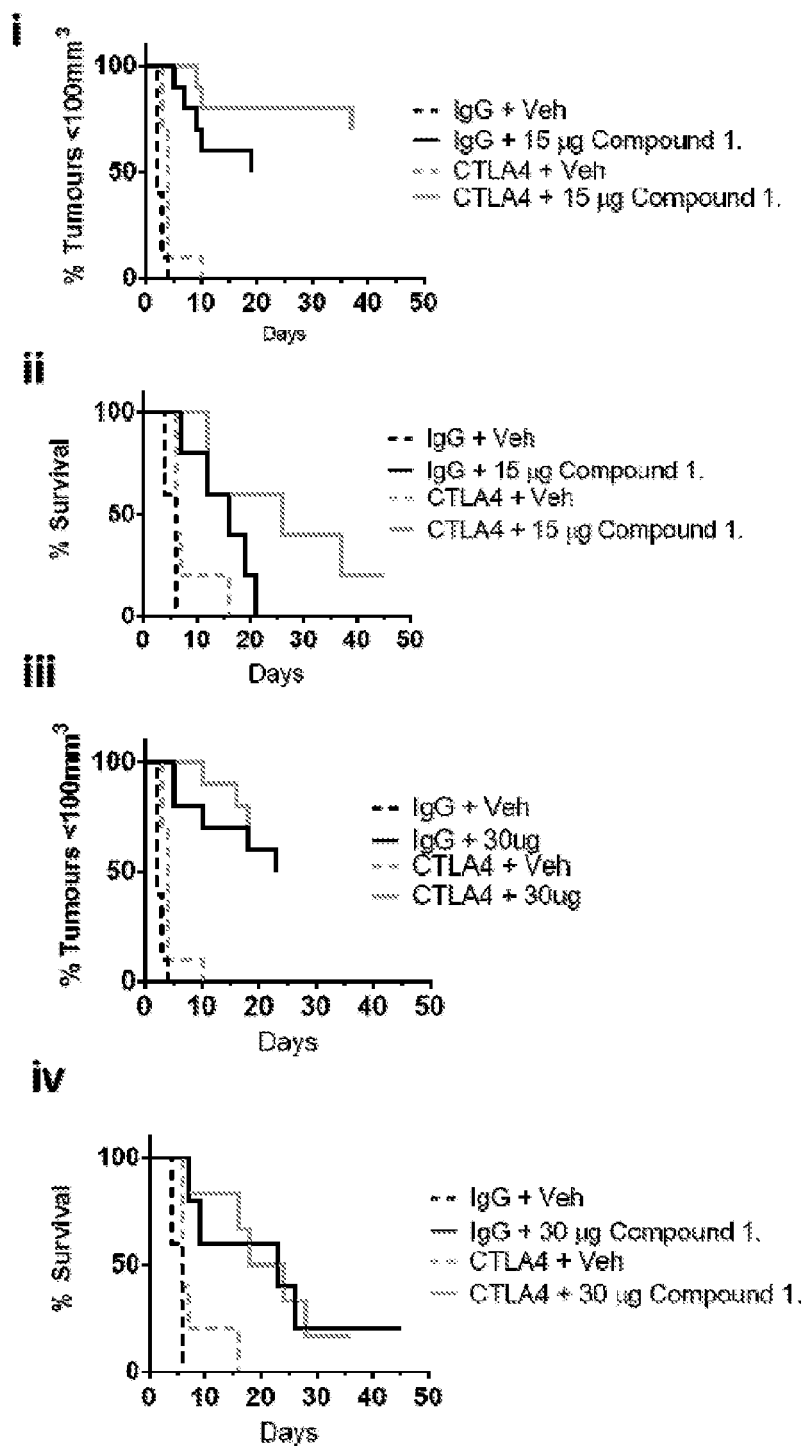 i
100
50
0
% Tumours <100mm³
0 10 20 30 40 50
Days
IgG + Veh
IgG + 15 µg Compound 1.
CTLA4 + Veh
CTLA4 + 15 µg Compound 1.
ii
100
50
0
% Survival
0 10 20 30 40 50
Days
IgG + Veh
IgG + 15 µg Compound 1.
CTLA4 + Veh
CTLA4 + 15 µg Compound 1.
iii
100
50
0
% Tumours <100mm³
0 10 20 30 40 50
Days
IgG + Veh
IgG + 30ug
CTLA4 + Veh
CTLA4 + 30ug
iv
100
50
0
% Survival
0 10 20 30 40 50
Days
IgG + Veh
IgG + 30 µg Compound 1.
CTLA4 + Veh
CTLA4 + 30 µg Compound 1.